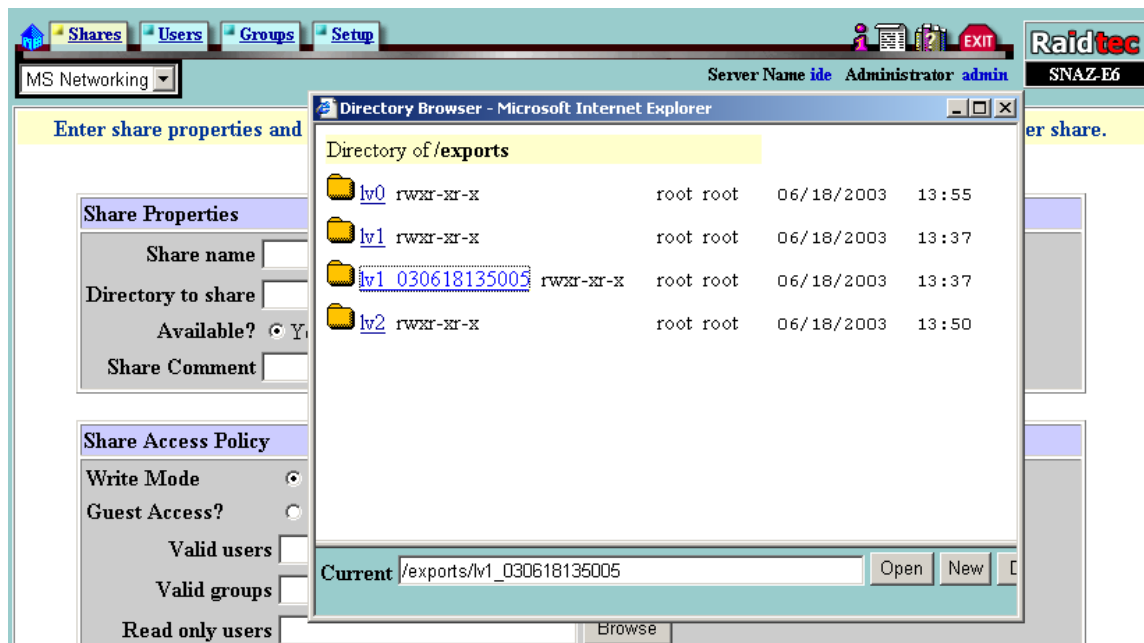 Shares Users Groups Setup EXIT Raidtec
MS Networking Server Name ide Administrator admin SNAZ-E6
Directory Browser - Microsoft Internet Explorer
Enter share properties and er share.
Directory of /exports
lv0 rwxr-xr-x root root 06/18/2003 13:55
Share Properties
lv1 rwxr-xr-x root root 06/18/2003 13:37
Share name
lv1_030618135005 rwxr-xr-x root root 06/18/2003 13:37
Directory to share
lv2 rwxr-xr-x root root 06/18/2003 13:50
Available?
Share Comment
Share Access Policy
Write Mode
Guest Access?
Valid users
Current /exports/lv1_030618135005 Open New
Valid groups
Read only users Browse